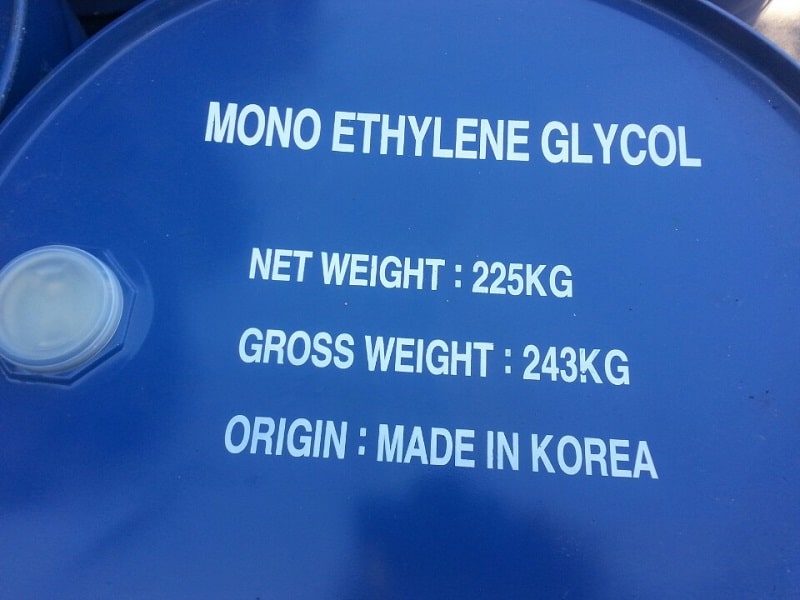 MONO ETHYLENE GLYCOL
NET WEIGHT : 225KG
GROSS WEIGHT : 243KG
ORIGIN : MADE IN KOREA